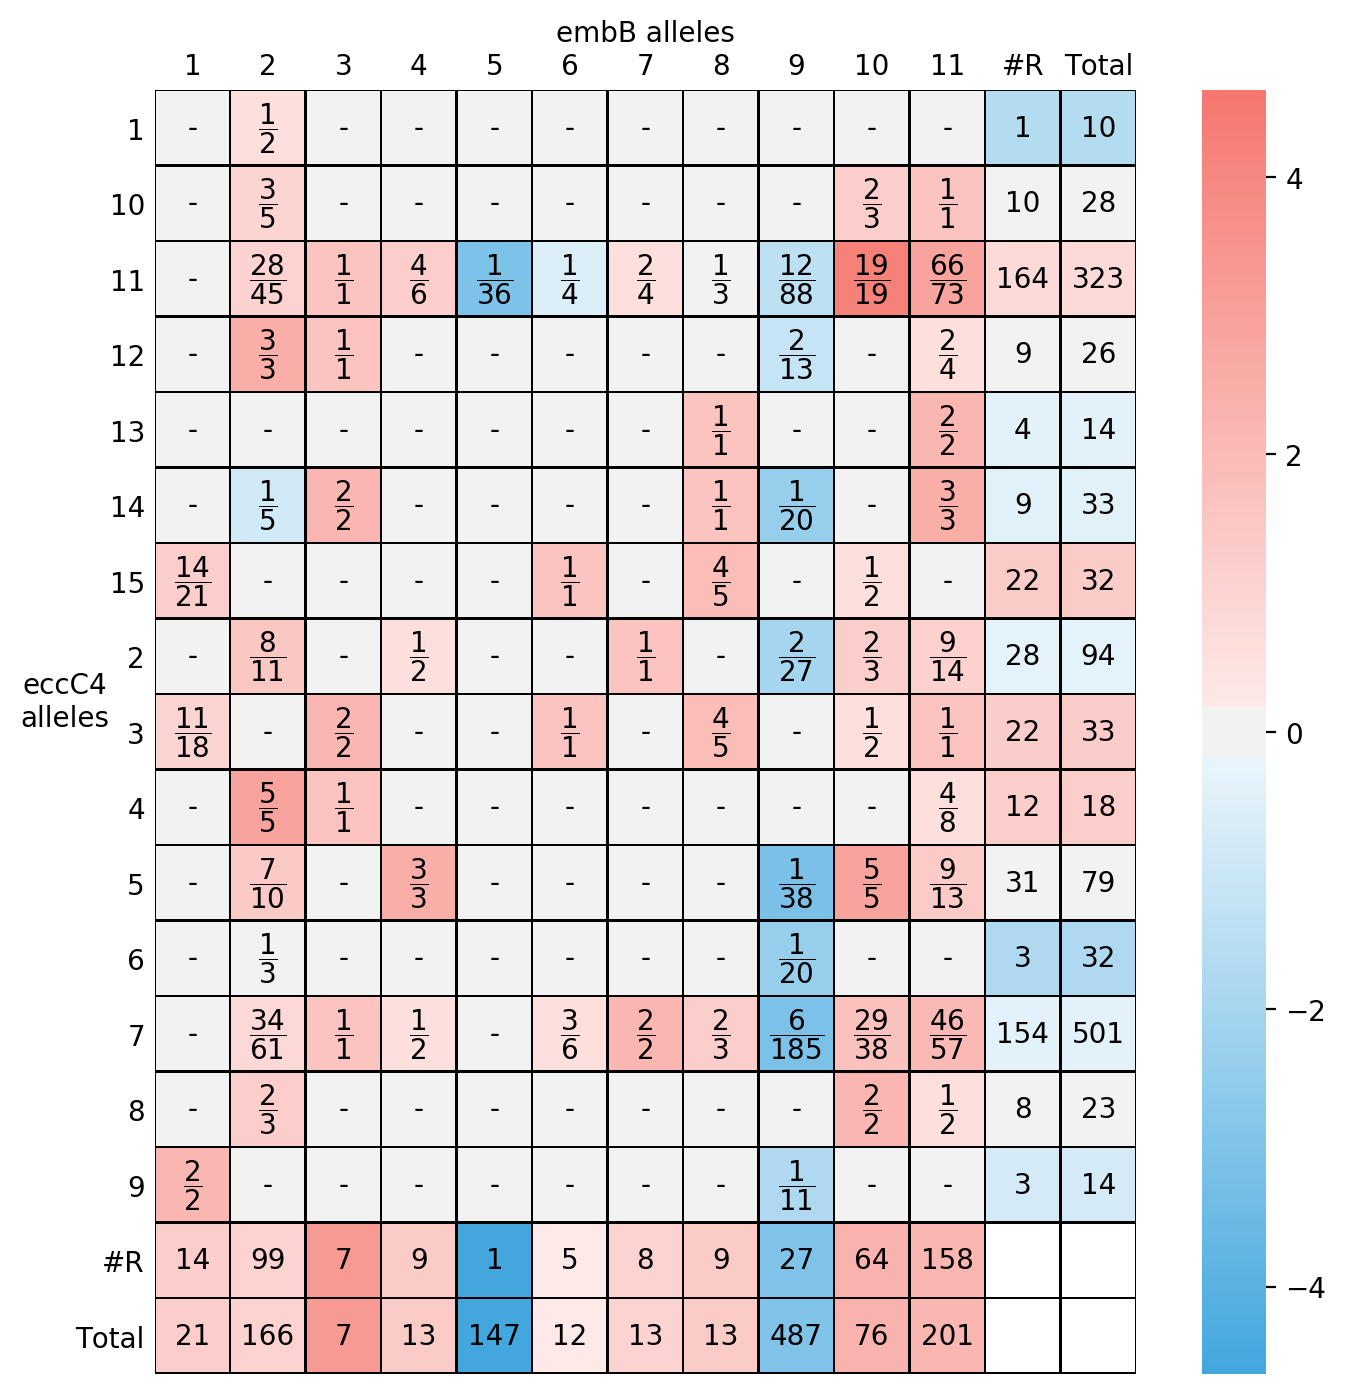 embB alleles
1 2 3 4 5 6 7 8 9 10 11 #R Total
1 - 1/2 - - - - - - - - - 1 10
10 - 3/5 - - - - - - - 2/3 1/1 10 28
11 - 28/45 1/1 4/6 1/36 1/4 2/4 1/3 12/88 19/19 66/73 164 323
12 - 3/3 1/1 - - - - - 2/13 - 2/4 9 26
13 - - - - - - - 1/1 - - 2/2 4 14
14 - 1/5 2/2 - - - - 1/1 1/20 - 3/3 9 33
15 14/21 - - - - 1/1 - 4/5 - 1/2 - 22 32
2 - 8/11 - 1/2 - - 1/1 - 2/27 2/3 9/14 28 94
eccC4
alleles
3 11/18 - 2/2 - - 1/1 - 4/5 - 1/2 1/1 22 33
4 - 5/5 1/1 - - - - - - - 4/8 12 18
5 - 7/10 - 3/3 - - - - 1/38 5/5 9/13 31 79
6 - 1/3 - - - - - - 1/20 - - 3 32
7 - 34/61 1/1 1/2 - 3/6 2/2 2/3 6/185 29/38 46/57 154 501
8 - 2/3 - - - - - - - 2/2 1/2 8 23
9 2/2 - - - - - - - 1/11 - - 3 14
#R 14 99 7 9 1 5 8 9 27 64 158
Total 21 166 7 13 147 12 13 13 487 76 201
4
2
0
−2
−4